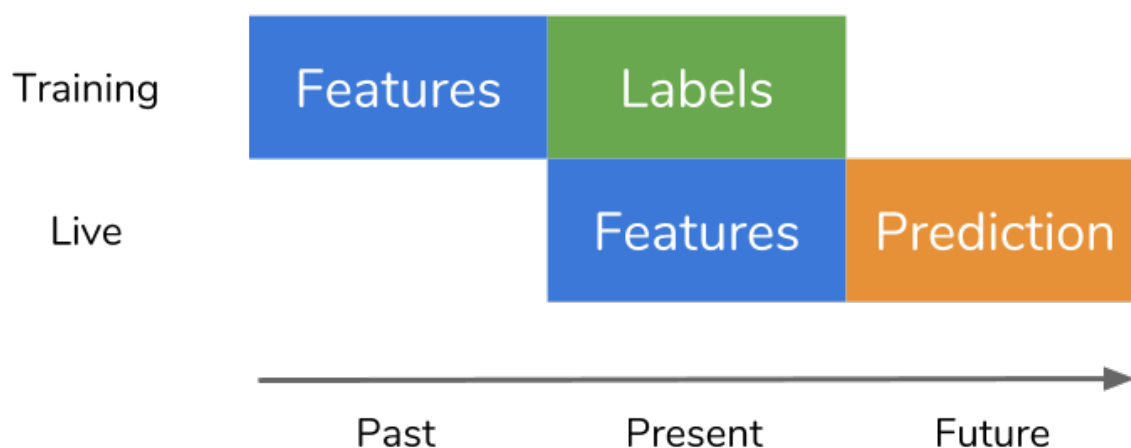 Training Features Labels
Live Features Prediction
Past Present Future